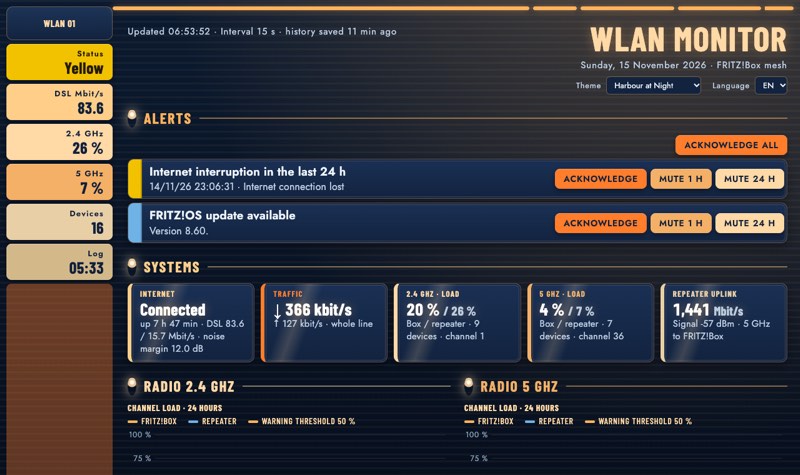 WLAN 01
Status
Yellow
DSL Mbit/s
83.6
2.4 GHz
26 %
5 GHz
7 %
Devices
16
Log
05:33
Updated 06:53:52 · Interval 15 s · history saved 11 min ago
WLAN MONITOR
Sunday, 15 November 2026 · FRITZ!Box mesh
Theme Harbour at Night Language EN
ALERTS
ACKNOWLEDGE ALL
Internet interruption in the last 24 h
14/11/26 23:06:31 · Internet connection lost
ACKNOWLEDGE MUTE 1 H MUTE 24 H
FRITZ!OS update available
Version 8.60.
ACKNOWLEDGE MUTE 1 H MUTE 24 H
SYSTEMS
INTERNET
Connected
up 7 h 47 min · DSL 83.6
/ 15.7 Mbit/s · noise
margin 12.0 dB
TRAFFIC
↓ 366 kbit/s
↑ 127 kbit/s · whole line
2.4 GHZ · LOAD
20 % / 26 %
Box / repeater · 9
devices · channel 1
5 GHZ · LOAD
4 % / 7 %
Box / repeater · 7
devices · channel 36
REPEATER UPLINK
1,441 Mbit/s
Signal -57 dBm · 5 GHz
to FRITZ!Box
RADIO 2.4 GHZ
CHANNEL LOAD · 24 HOURS
FRITZ!BOX REPEATER WARNING THRESHOLD 50 %
100 %
75 %
RADIO 5 GHZ
CHANNEL LOAD · 24 HOURS
FRITZ!BOX REPEATER WARNING THRESHOLD 50 %
100 %
75 %